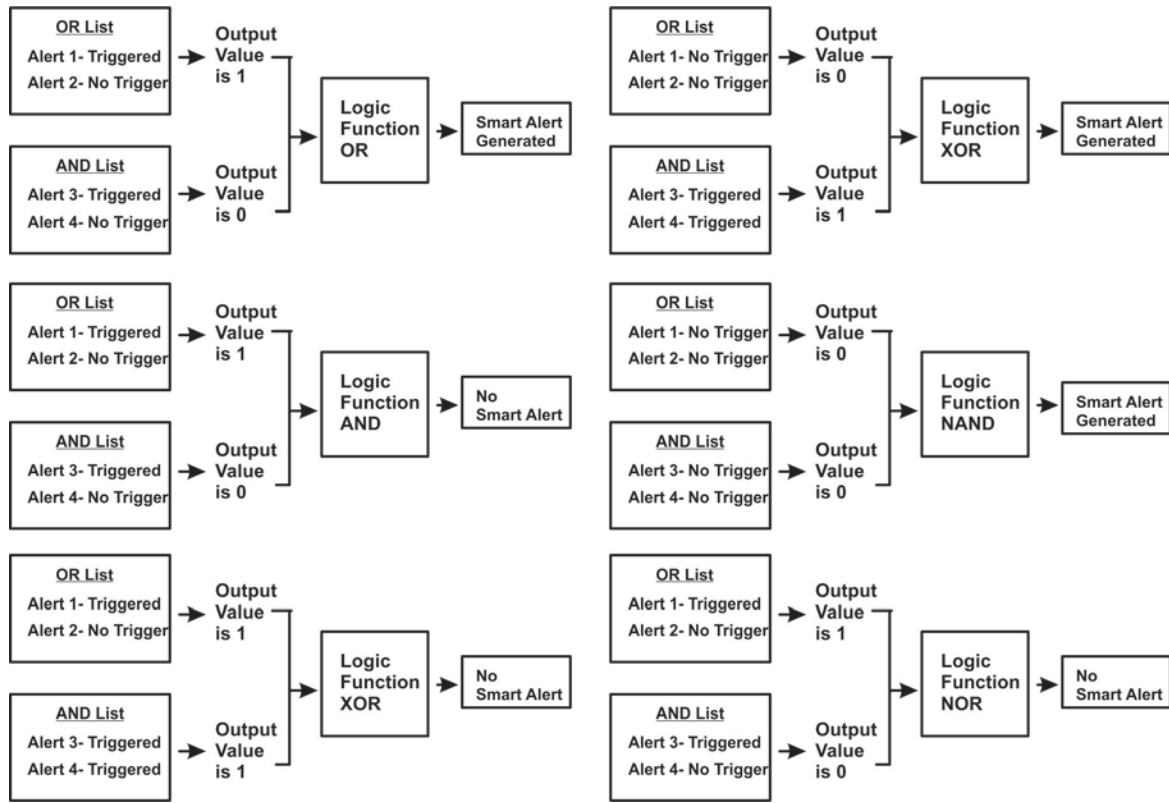 OR List
Alert 1- Triggered
Alert 2- No Trigger
Output
Value
is 1
AND List
Alert 3- Triggered
Alert 4- No Trigger
Output
Value
is 0
Logic
Function
OR
Smart Alert
Generated
OR List
Alert 1- No Trigger
Alert 2- No Trigger
Output
Value
is 0
AND List
Alert 3- Triggered
Alert 4- Triggered
Output
Value
is 1
Logic
Function
XOR
Smart Alert
Generated
OR List
Alert 1- Triggered
Alert 2- No Trigger
Output
Value
is 1
AND List
Alert 3- Triggered
Alert 4- No Trigger
Output
Value
is 0
Logic
Function
AND
No
Smart Alert
OR List
Alert 1- No Trigger
Alert 2- No Trigger
Output
Value
is 0
AND List
Alert 3- No Trigger
Alert 4- No Trigger
Output
Value
is 0
Logic
Function
NAND
Smart Alert
Generated
OR List
Alert 1- Triggered
Alert 2- No Trigger
Output
Value
is 1
AND List
Alert 3- Triggered
Alert 4- Triggered
Output
Value
is 1
Logic
Function
XOR
No
Smart Alert
OR List
Alert 1- Triggered
Alert 2- No Trigger
Output
Value
is 1
AND List
Alert 3- Triggered
Alert 4- No Trigger
Output
Value
is 0
Logic
Function
NOR
No
Smart Alert